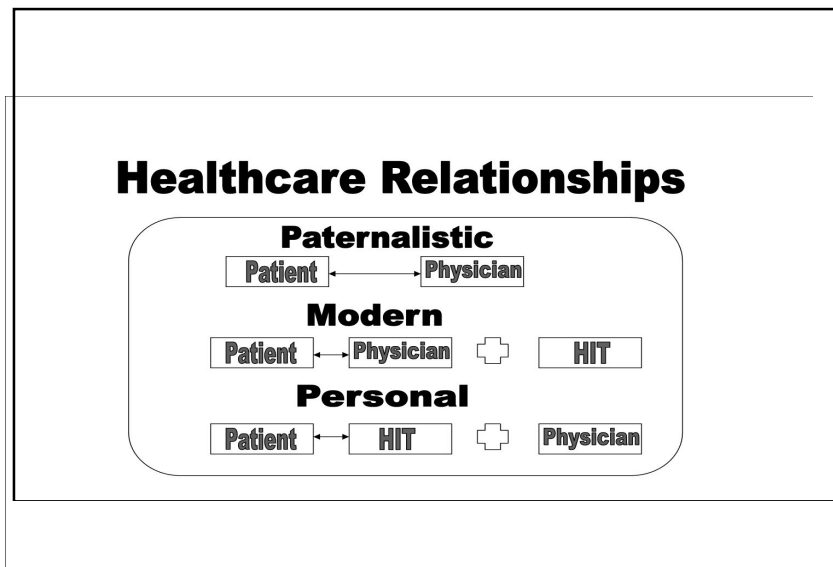 Healthcare Relationships
Paternalistic
Patient Physician
Modern
Patient Physician HIT
Personal
Patient HIT Physician